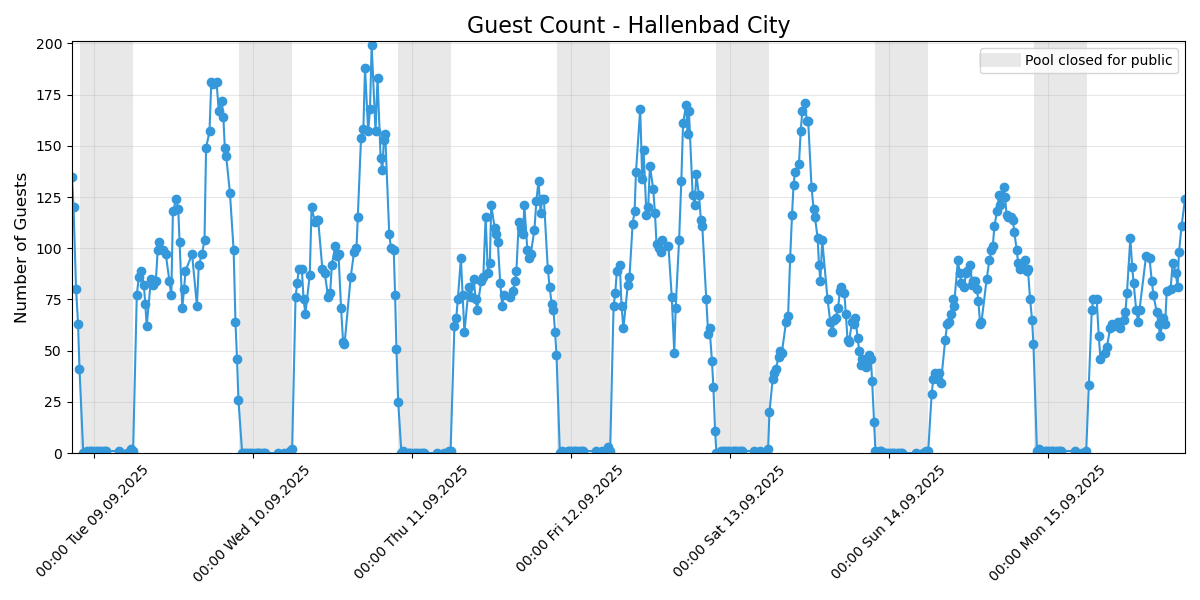 Guest Count - Hallenbad City
Pool closed for public
Number of Guests
200
175
150
125
100
75
50
25
0
00:00 Tue 09.09.2025
00:00 Wed 10.09.2025
00:00 Thu 11.09.2025
00:00 Fri 12.09.2025
00:00 Sat 13.09.2025
00:00 Sun 14.09.2025
00:00 Mon 15.09.2025